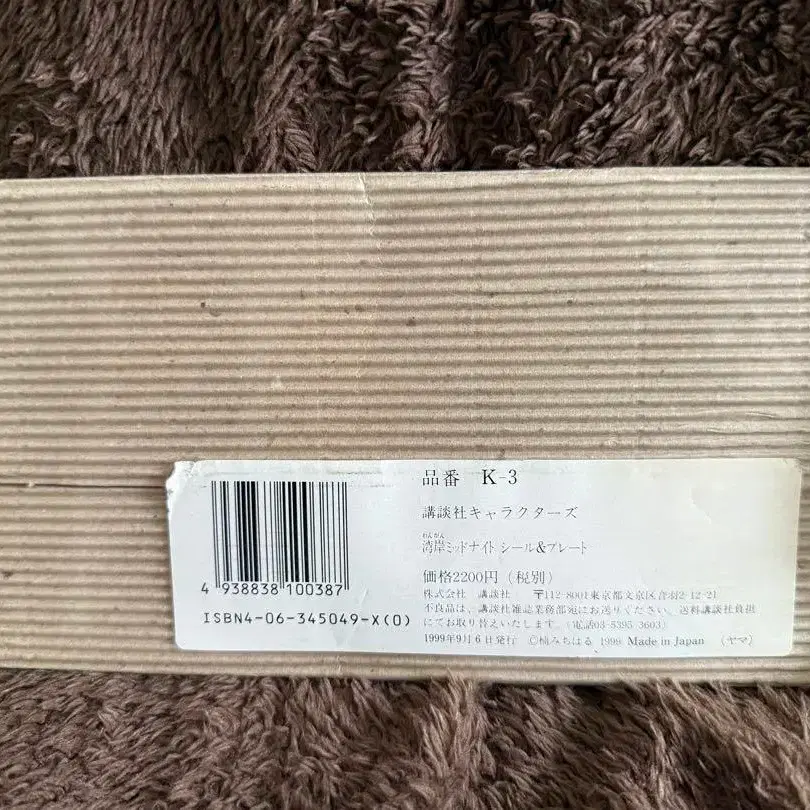 4 938838 100387
ISBN4-06-345049-X(0)
品番 K-3
講談社キャラクターズ
わんがん
湾岸ミッドナイト シール&プレート
価格2200円(税別)
株式会社 講談社 〒112-8001東京都文京区音羽2-12-21
不良品は、講談社雑誌業務部宛にお送りください。送料講談社負担
にてお取り替えいたします。(電話03-5395-3603)
1999年9月6日発行 ©楠みちはる 1999 Made in Japan (ヤマ)